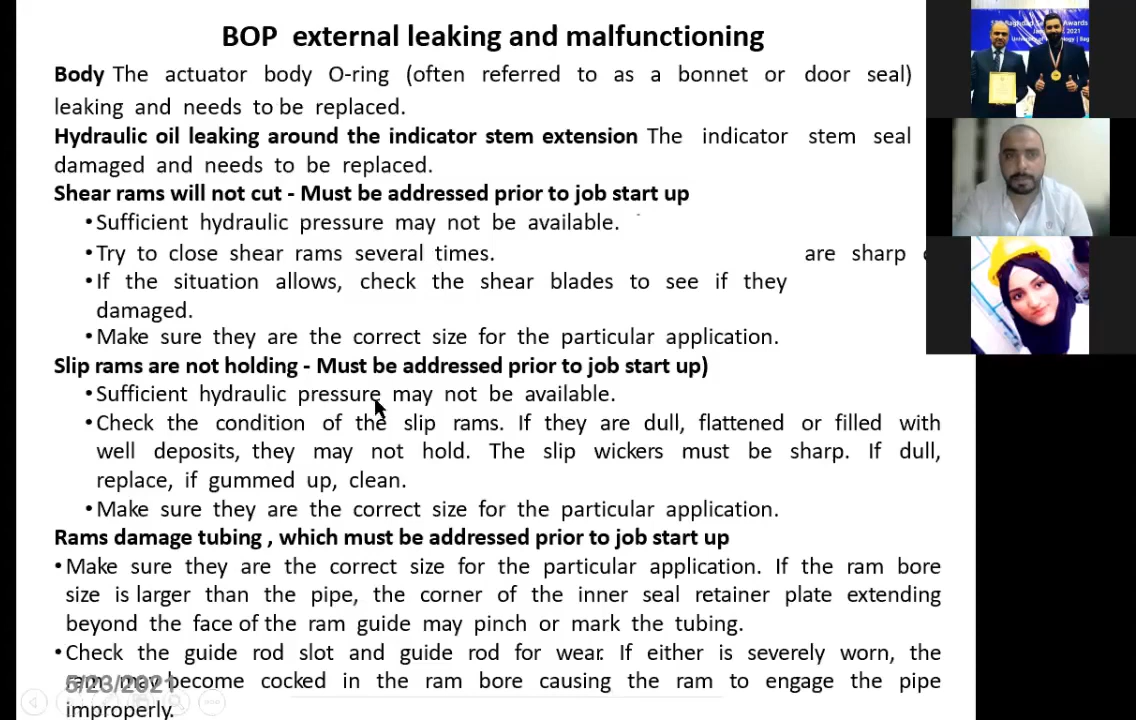 BOP external leaking and malfunctioning
Body The actuator body O-ring (often referred to as a bonnet or door seal)
leaking and needs to be replaced.
Hydraulic oil leaking around the indicator stem extension The indicator stem seal
damaged and needs to be replaced.
Shear rams will not cut - Must be addressed prior to job start up
•Sufficient hydraulic pressure may not be available.
•Try to close shear rams several times.
•If the situation allows, check the shear blades to see if they are sharp
damaged.
•Make sure they are the correct size for the particular application.
Slip rams are not holding - Must be addressed prior to job start up)
•Sufficient hydraulic pressure may not be available.
•Check the condition of the slip rams. If they are dull, flattened or filled with
well deposits, they may not hold. The slip wickers must be sharp. If dull,
replace, if gummed up, clean.
•Make sure they are the correct size for the particular application.
Rams damage tubing , which must be addressed prior to job start up
•Make sure they are the correct size for the particular application. If the ram bore
size is larger than the pipe, the corner of the inner seal retainer plate extending
beyond the face of the ram guide may pinch or mark the tubing.
•Check the guide rod slot and guide rod for wear. If either is severely worn, the
ram may become cocked in the ram bore causing the ram to engage the pipe
improperly.
5/23/2021